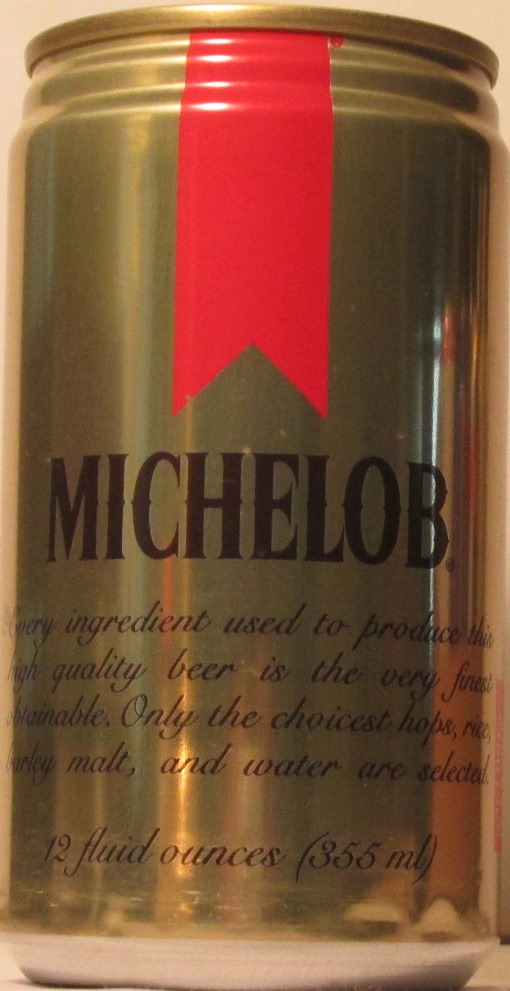 MICHELOB®
Every ingredient used to produce this
high quality beer is the very finest
obtainable. Only the choicest hops, rice,
barley malt, and water are selected.
12 fluid ounces (355 ml)